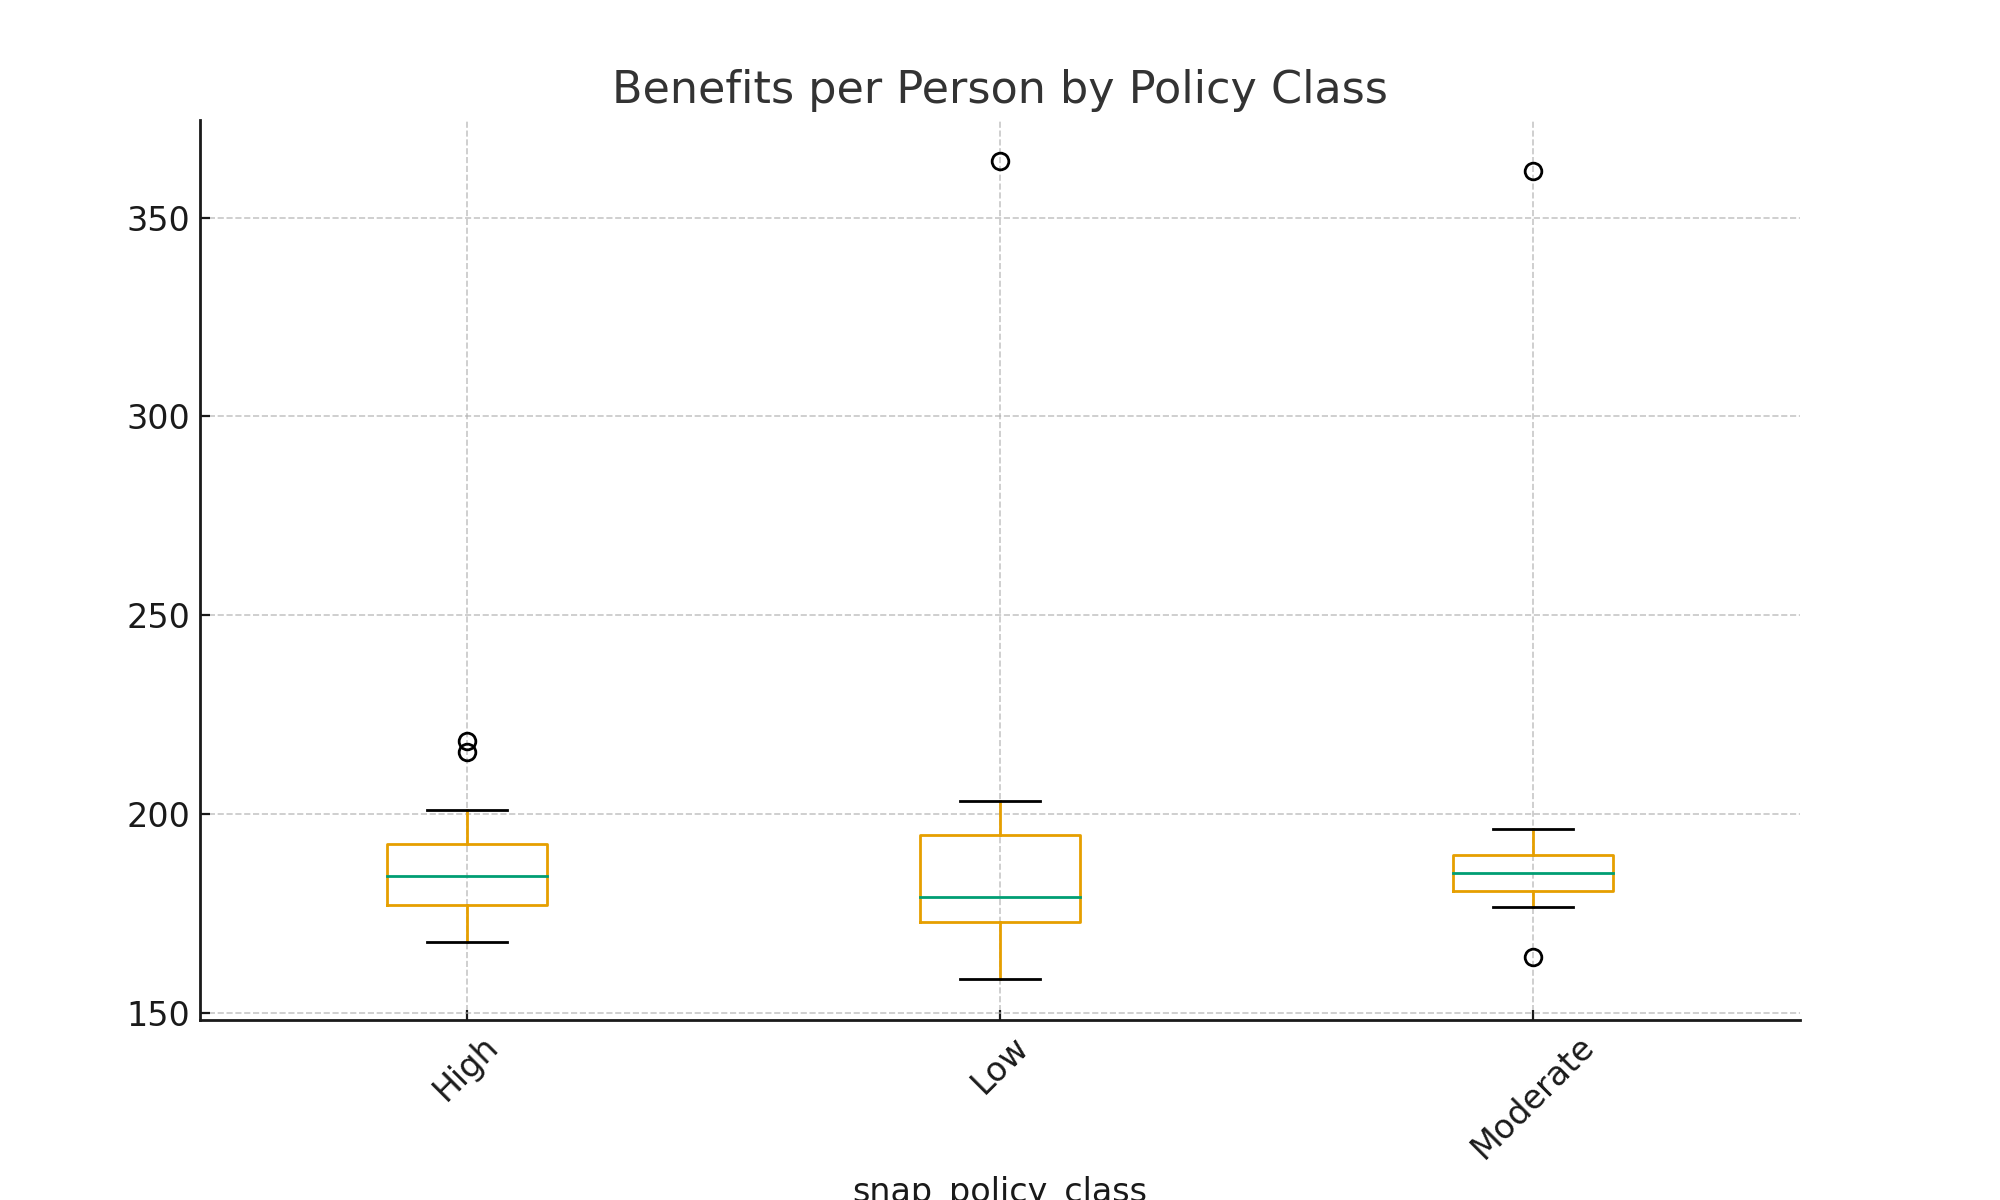 Benefits per Person by Policy Class
350
300
250
200
150
High
Low
Moderate
snap_policy_class